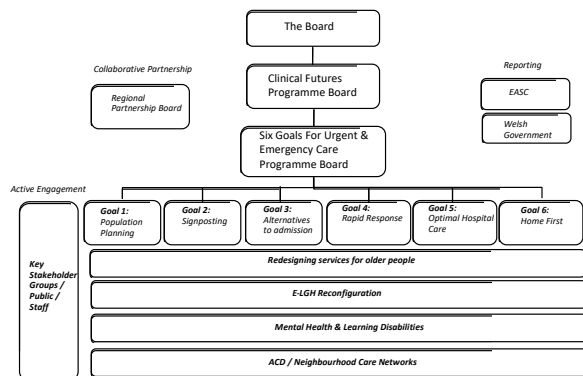 The Board
Collaborative Partnership
Reporting
Clinical Futures
Programme Board
Regional
Partnership Board
EASC
Welsh
Government
Six Goals For Urgent &
Emergency Care
Programme Board
Active Engagement
Goal 1:
Population
Planning
Goal 2:
Signposting
Goal 3:
Alternatives
to admission
Goal 4:
Rapid Response
Goal 5:
Optimal Hospital
Care
Goal 6:
Home First
Key
Stakeholder
Groups /
Public /
Staff
Redesigning services for older people
E-LGH Reconfiguration
Mental Health & Learning Disabilities
ACD / Neighbourhood Care Networks